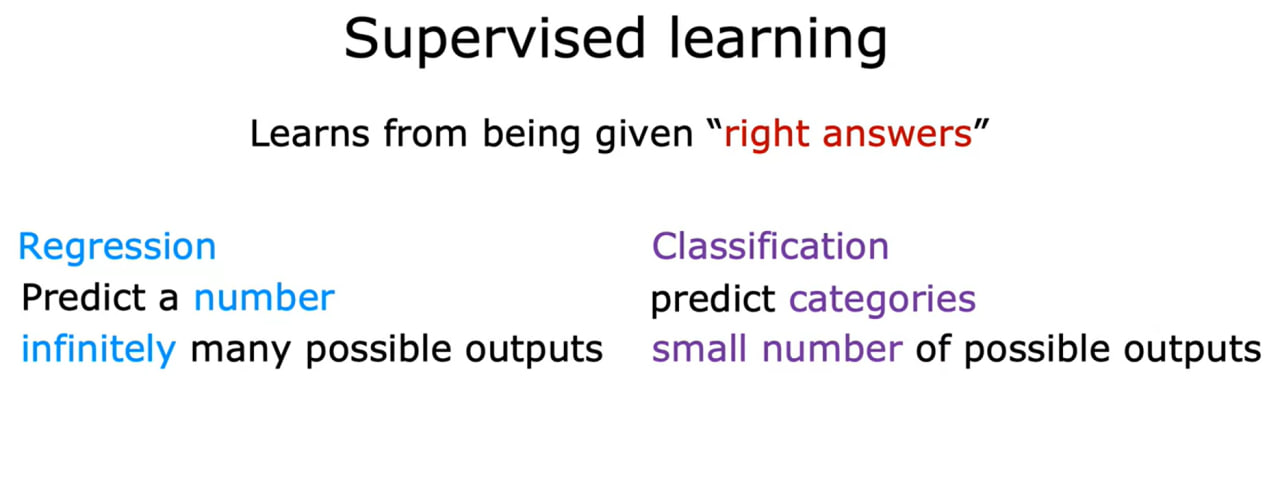 Supervised learning
Learns from being given “right answers”
Regression
Predict a number
infinitely many possible outputs
Classification
predict categories
small number of possible outputs